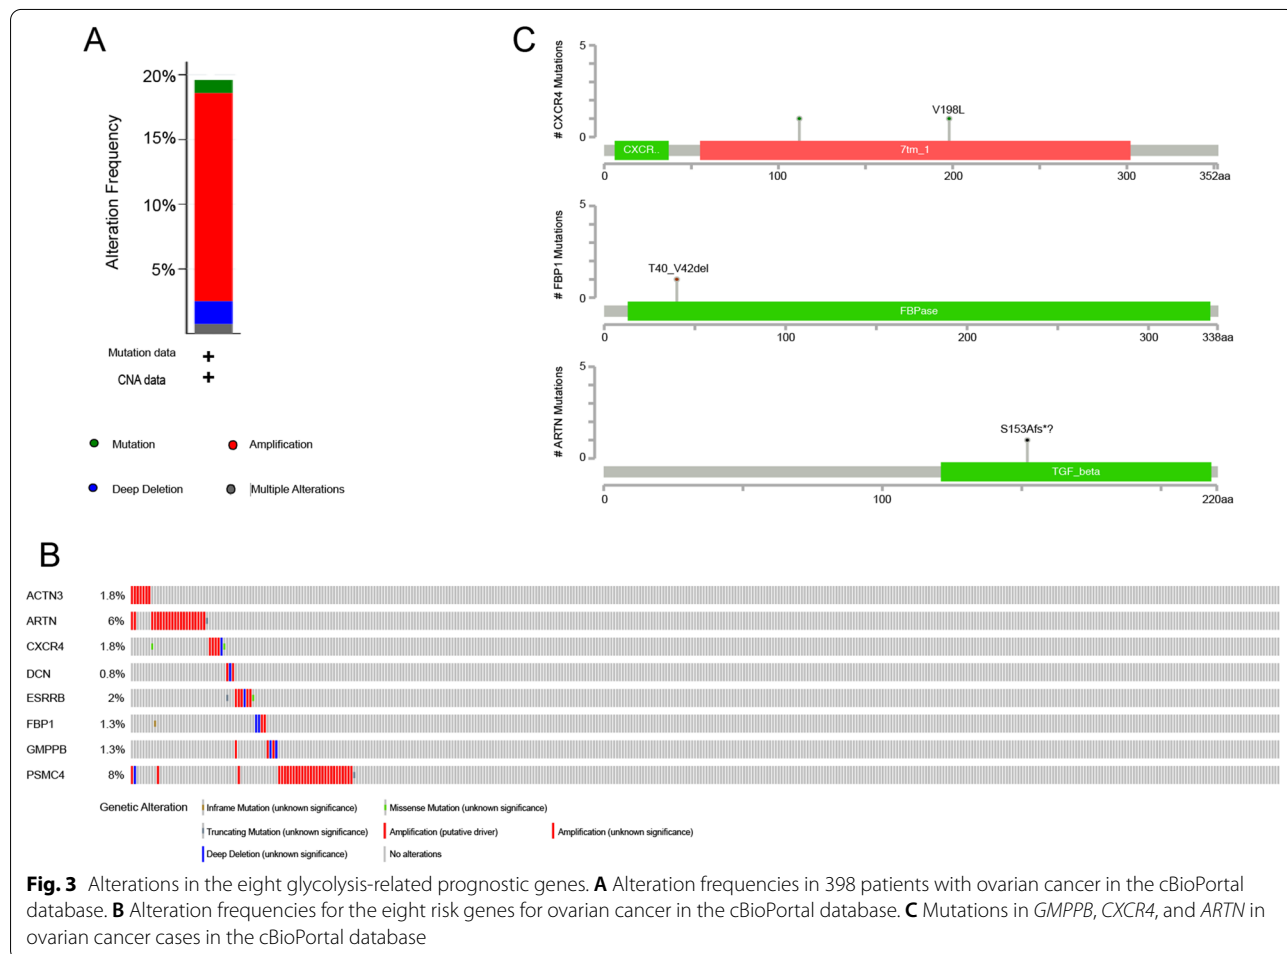 A
20%
15%
10%
5%
Alteration Frequency
Mutation data +
CNA data +
Mutation
Amplification
Deep Deletion
Multiple Alterations
C
# CXCR4 Mutations
5
0
V198L
CXCR..
7tm_1
0 100 200 300 352aa
# FBP1 Mutations
5
0
T40_V42del
FBPase
0 100 200 300 338aa
# ARTN Mutations
5
0
S153Afs*?
TGF_beta
0 100 220aa
B
ACTN3 1.8%
ARTN 6%
CXCR4 1.8%
DCN 0.8%
ESRRB 2%
FBP1 1.3%
GMPPB 1.3%
PSMC4 8%
Genetic Alteration Inframe Mutation (unknown significance) Missense Mutation (unknown significance)
Truncating Mutation (unknown significance) Amplification (putative driver) Amplification (unknown significance)
Deep Deletion (unknown significance) No alterations
Fig. 3 Alterations in the eight glycolysis-related prognostic genes. A Alteration frequencies in 398 patients with ovarian cancer in the cBioPortal
database. B Alteration frequencies for the eight risk genes for ovarian cancer in the cBioPortal database. C Mutations in GMPPB, CXCR4, and ARTN in
ovarian cancer cases in the cBioPortal database